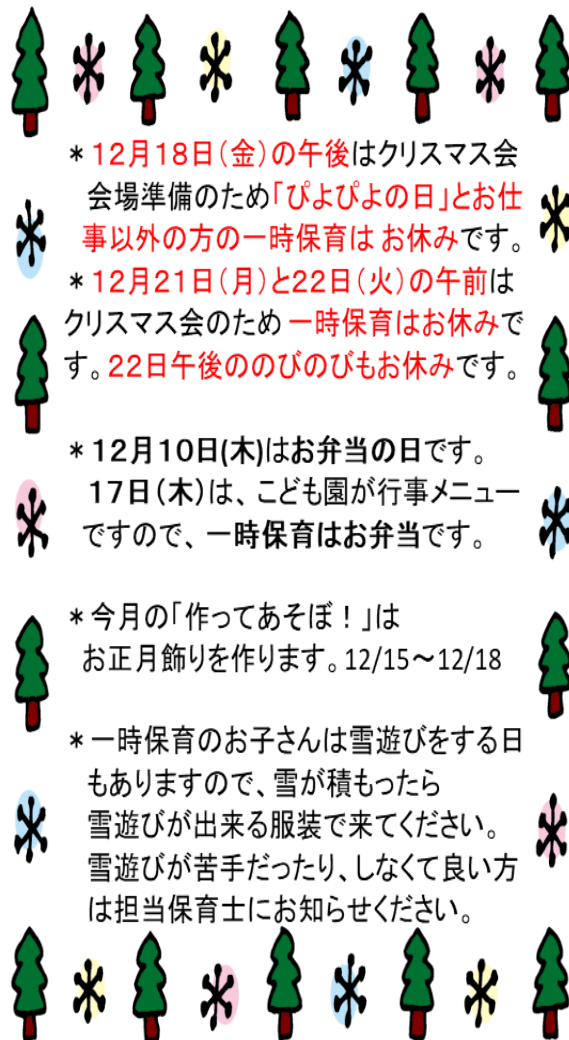 ＊12月18日(金)の午後はクリスマス会
会場準備のため「ぴよぴよの日」とお仕
事以外の方の一時保育は お休みです。
＊12月21日(月)と22日(火)の午前は
クリスマス会のため 一時保育はお休みで
す。22日午後ののびのびもお休みです。
＊12月10日(木)はお弁当の日です。
17日(木)は、こども園が行事メニュー
ですので、一時保育はお弁当です。
＊今月の「作ってあそぼ！」は
お正月飾りを作ります。12/15～12/18
＊一時保育のお子さんは雪遊びをする日
もありますので、雪が積もったら
雪遊びが出来る服装で来てください。
雪遊びが苦手だったり、しなくて良い方
は担当保育士にお知らせください。